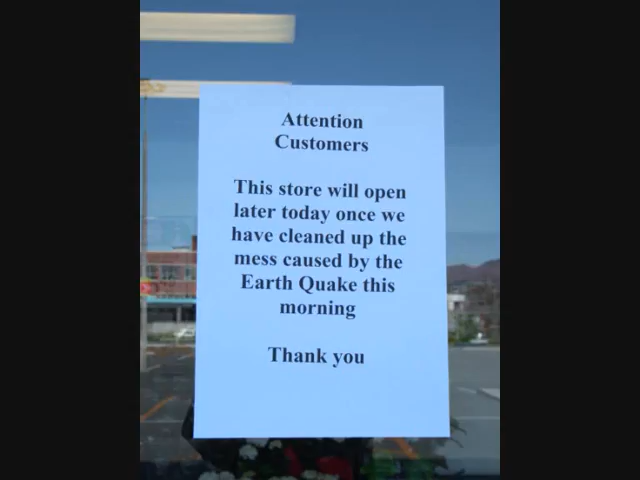 Attention
Customers
This store will open
later today once we
have cleaned up the
mess caused by the
Earth Quake this
morning
Thank you